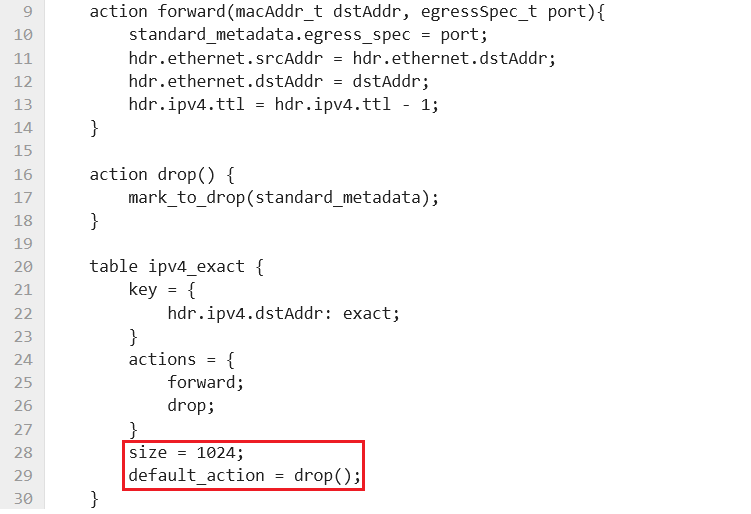 9 action forward(macAddr_t dstAddr, egressSpec_t port){
10 standard_metadata.egress_spec = port;
11 hdr.ethernet.srcAddr = hdr.ethernet.dstAddr;
12 hdr.ethernet.dstAddr = dstAddr;
13 hdr.ipv4.ttl = hdr.ipv4.ttl - 1;
14 }
15
16 action drop() {
17 mark_to_drop(standard_metadata);
18 }
19
20 table ipv4_exact {
21 key = {
22 hdr.ipv4.dstAddr: exact;
23 }
24 actions = {
25 forward;
26 drop;
27 }
28 size = 1024;
29 default_action = drop();
30 }